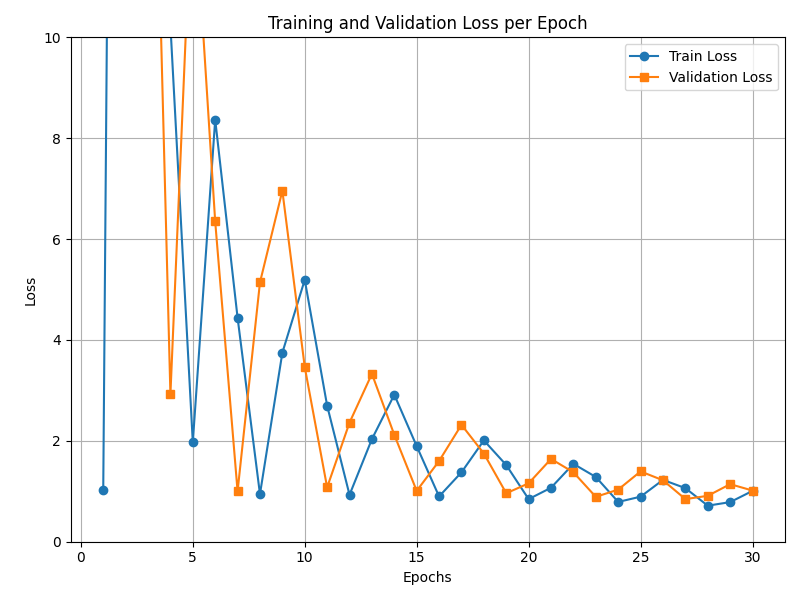 Training and Validation Loss per Epoch
Train Loss
Validation Loss
10
8
6
4
2
0
Loss
0 5 10 15 20 25 30
Epochs